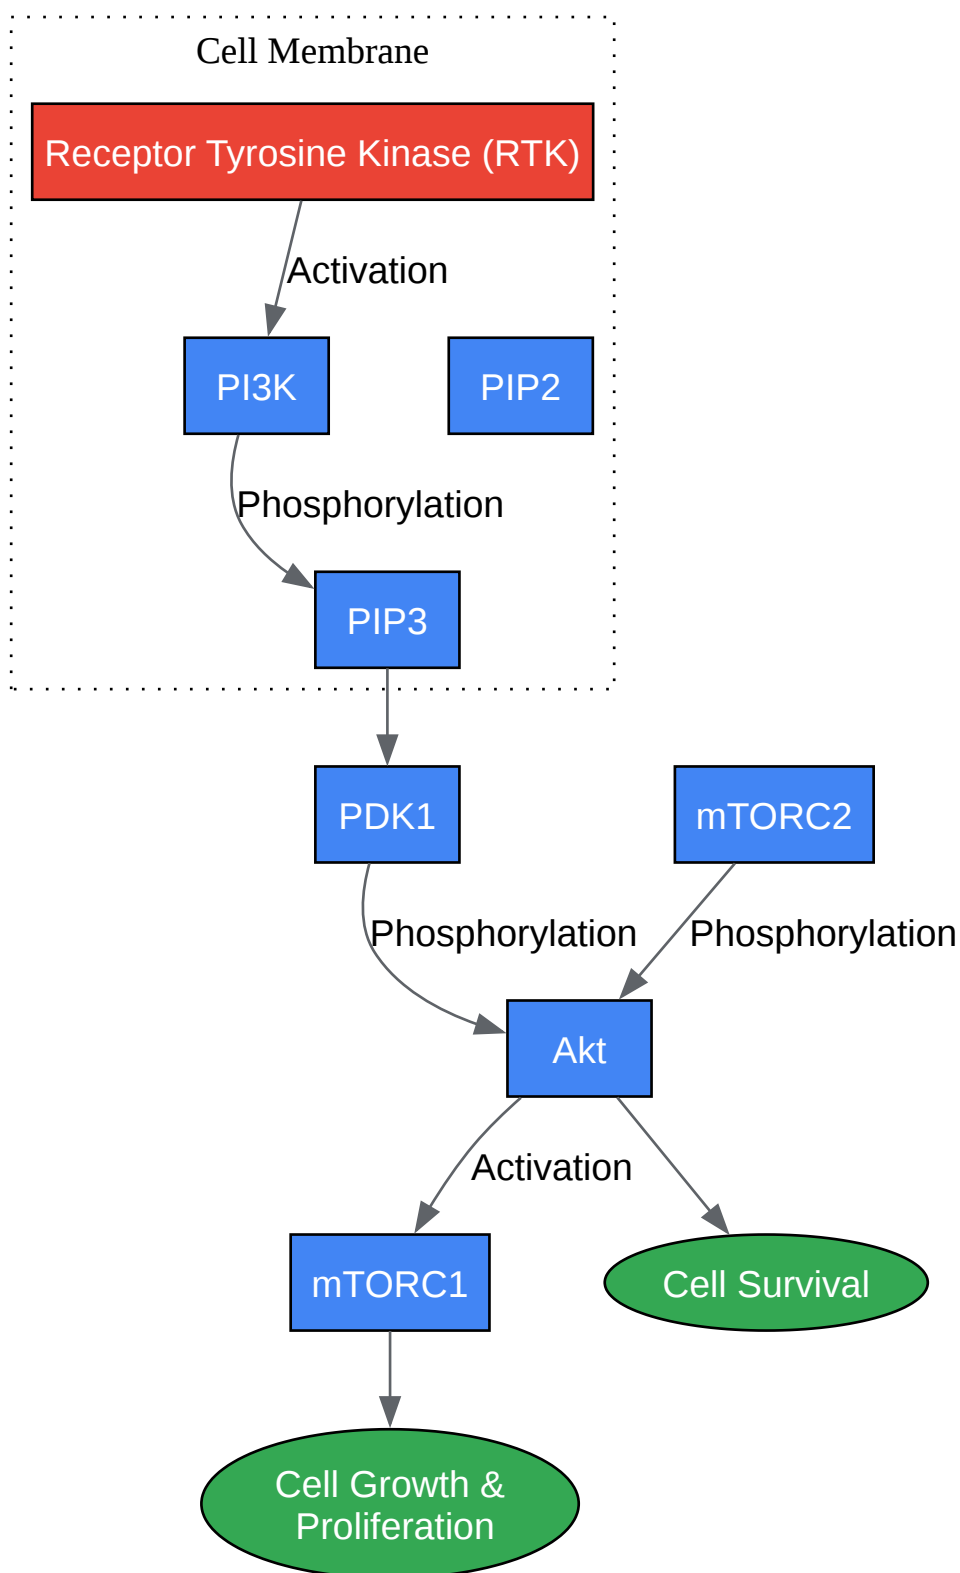 Cell Membrane
Receptor Tyrosine Kinase (RTK)
Activation
PI3K
PIP2
Phosphorylation
PIP3
PDK1
mTORC2
Phosphorylation
Phosphorylation
Akt
Activation
mTORC1
Cell Survival
Cell Growth &
Proliferation